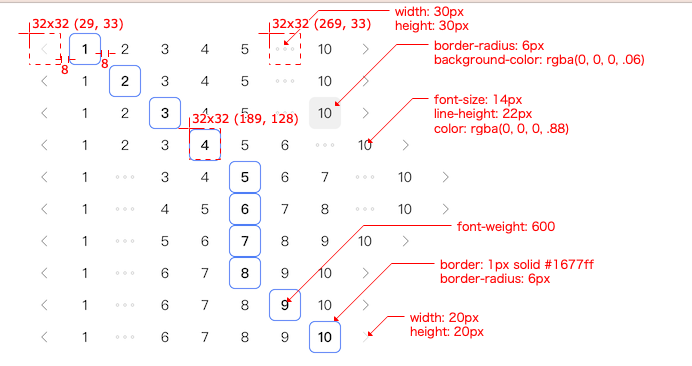 width: 30px
height: 30px
32x32 (29, 33)
32x32 (269, 33)
< 1 2 3 4 5 ••• 10 >
8 8
border-radius: 6px
background-color: rgba(0, 0, 0, .06)
< 1 2 3 4 5 ••• 10 >
< 1 2 3 4 5 ••• 10
32x32 (189, 128)
font-size: 14px
line-height: 22px
color: rgba(0, 0, 0, .88)
< 1 2 3 4 5 6 ••• 10 >
< 1 ••• 3 4 5 6 7 ••• 10 >
< 1 ••• 4 5 6 7 8 ••• 10 >
font-weight: 600
< 1 ••• 5 6 7 8 9 10 >
border: 1px solid #1677ff
border-radius: 6px
< 1 ••• 6 7 8 9 10 >
< 1 ••• 6 7 8 9 10 >
width: 20px
height: 20px
< 1 ••• 6 7 8 9 10 >